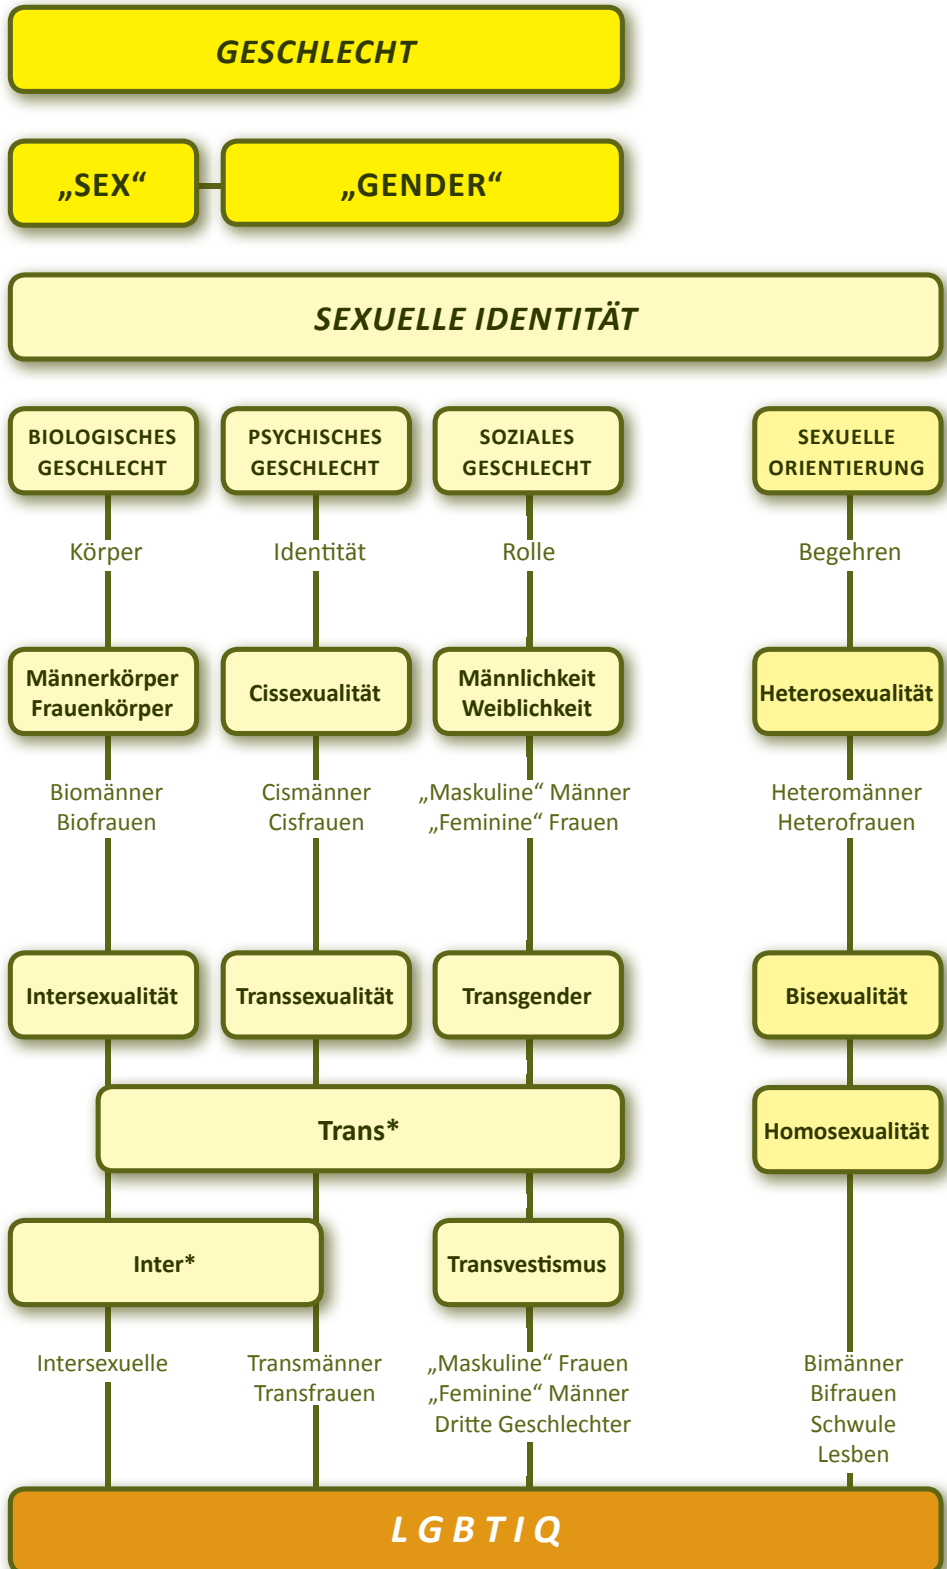 GESCHLECHT
„SEX“
„GENDER“
SEXUELLE IDENTITÄT
BIOLOGISCHES
GESCHLECHT
PSYCHISCHES
GESCHLECHT
SOZIALES
GESCHLECHT
SEXUELLE
ORIENTIERUNG
Körper
Identität
Rolle
Begehren
Männerkörper
Frauenkörper
Cissexualität
Männlichkeit
Weiblichkeit
Heterosexualität
Biomänner
Biofrauen
Cismänner
Cisfrauen
„Maskuline“ Männer
„Feminine“ Frauen
Heteromänner
Heterofrauen
Intersexualität
Transsexualität
Transgender
Bisexualität
Trans*
Homosexualität
Inter*
Transvestismus
Intersexuelle
Transmänner
Transfrauen
„Maskuline“ Frauen
„Feminine“ Männer
Dritte Geschlechter
Bimänner
Bifrauen
Schwule
Lesben
LGBTIQ